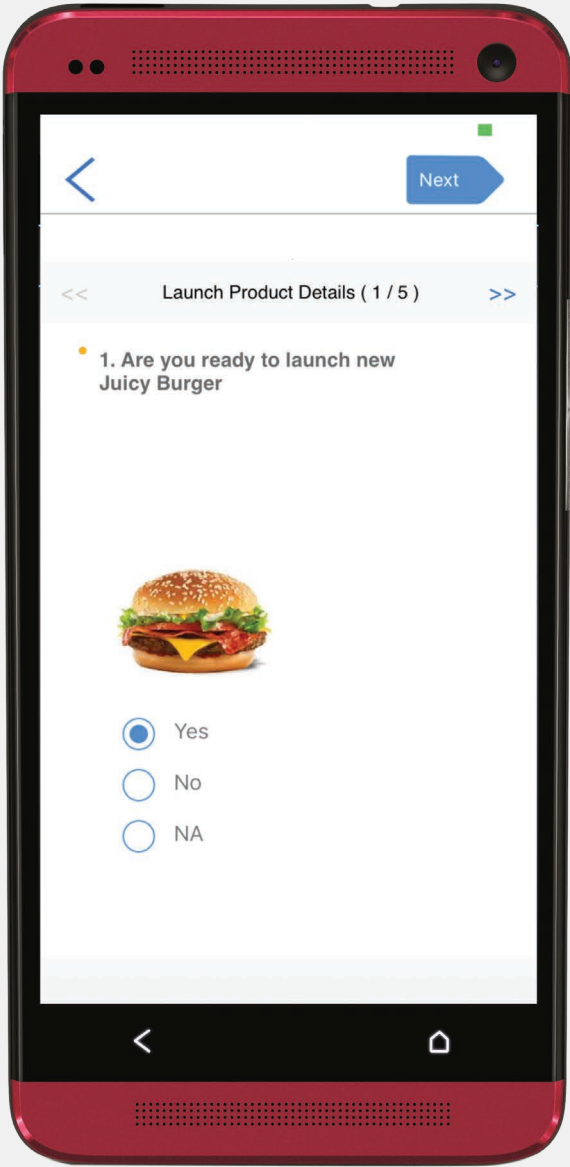 Next
<< Launch Product Details ( 1 / 5 ) >>
1. Are you ready to launch new
Juicy Burger
Yes
No
NA